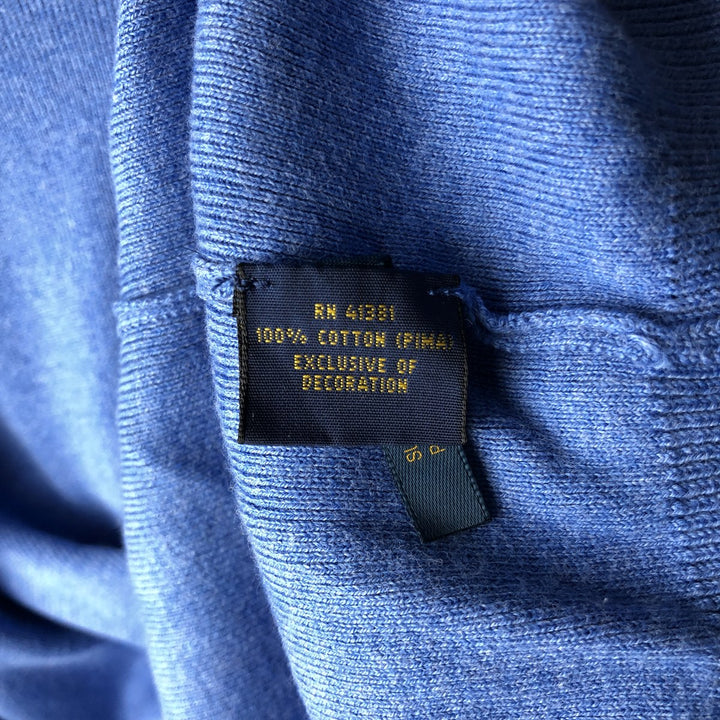 RN 41381
100% COTTON (PIMA)
EXCLUSIVE OF
DECORATION